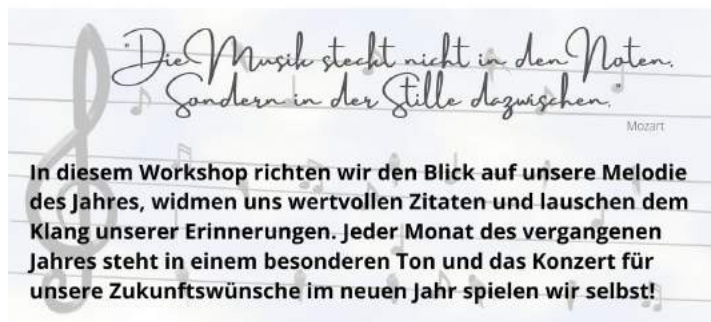 "Die Musik steckt nicht in den Noten.
Sondern in der Stille dazwischen."
Mozart
In diesem Workshop richten wir den Blick auf unsere Melodie
des Jahres, widmen uns wertvollen Zitaten und lauschen dem
Klang unserer Erinnerungen. Jeder Monat des vergangenen
Jahres steht in einem besonderen Ton und das Konzert für
unsere Zukunftswünsche im neuen Jahr spielen wir selbst!